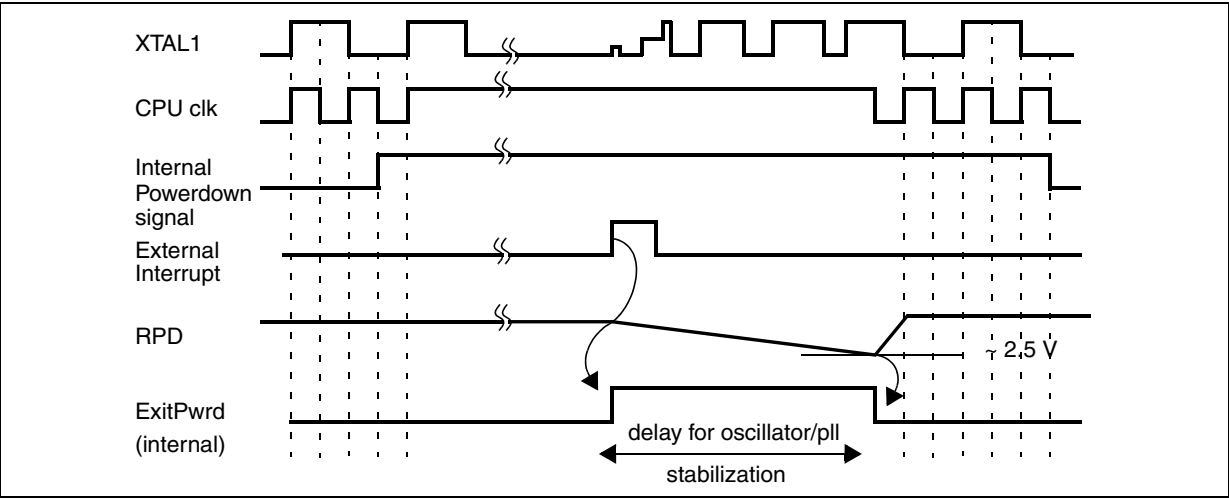 XTAL1
CPU clk
Internal
Powerdown
signal
External
Interrupt
RPD
~ 2.5 V
ExitPwrd
(internal)
delay for oscillator/pll
stabilization